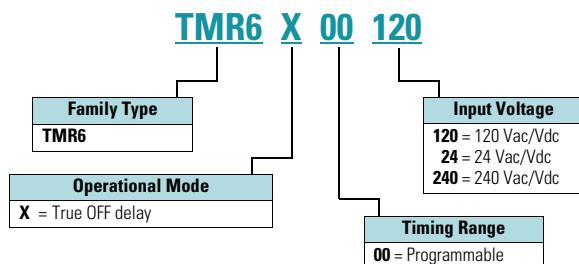 TMR6 X 00 120
Family Type
TMR6
Input Voltage
120 = 120 Vac/Vdc
24 = 24 Vac/Vdc
240 = 240 Vac/Vdc
Operational Mode
X = True OFF delay
Timing Range
00 = Programmable